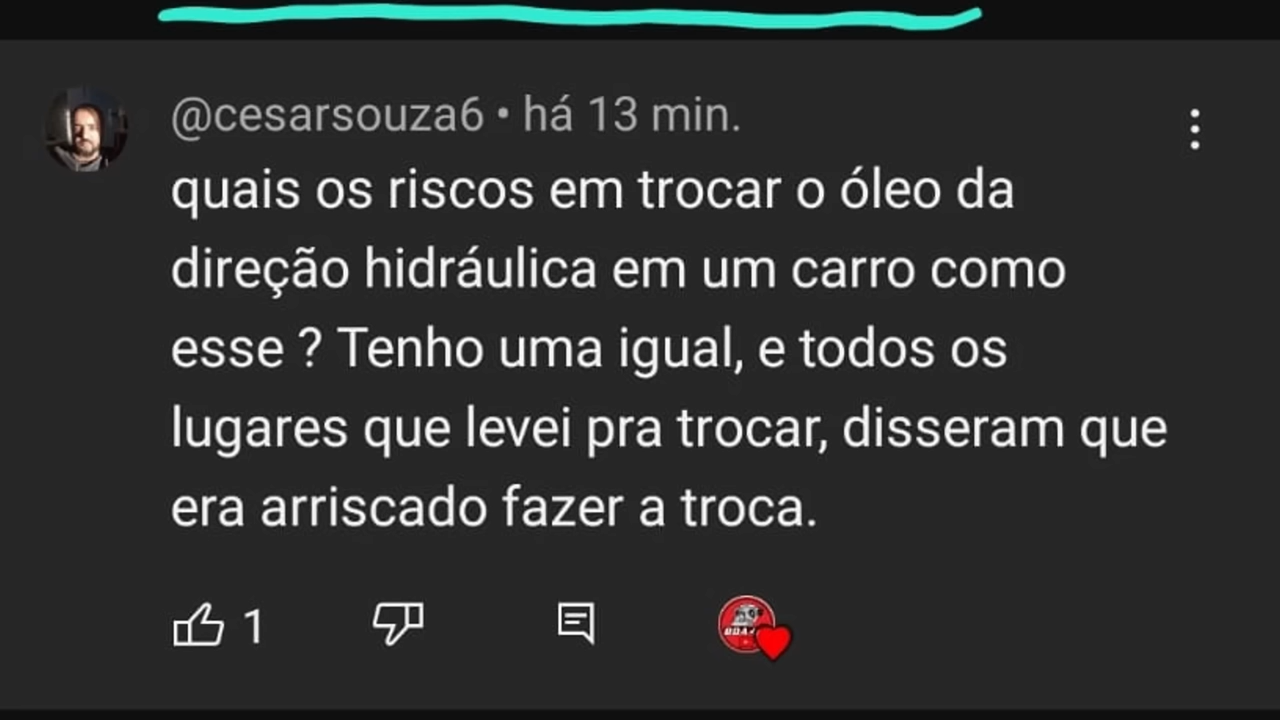 @cesarsouza6 • há 13 min.
quais os riscos em trocar o óleo da
direção hidráulica em um carro como
esse ? Tenho uma igual, e todos os
lugares que levei pra trocar, disseram que
era arriscado fazer a troca.
1